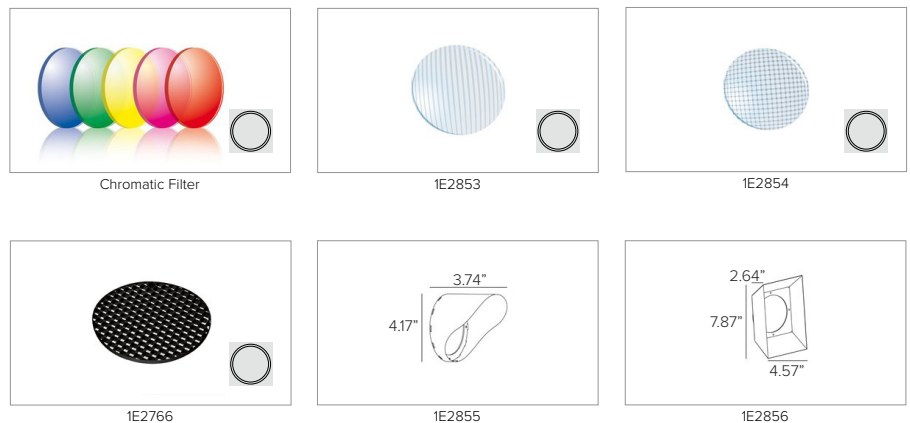 Chromatic Filter
1E2853
1E2854
3.74”
4.17”
2.64”
7.87”
4.57”
1E2766
1E2855
1E2856